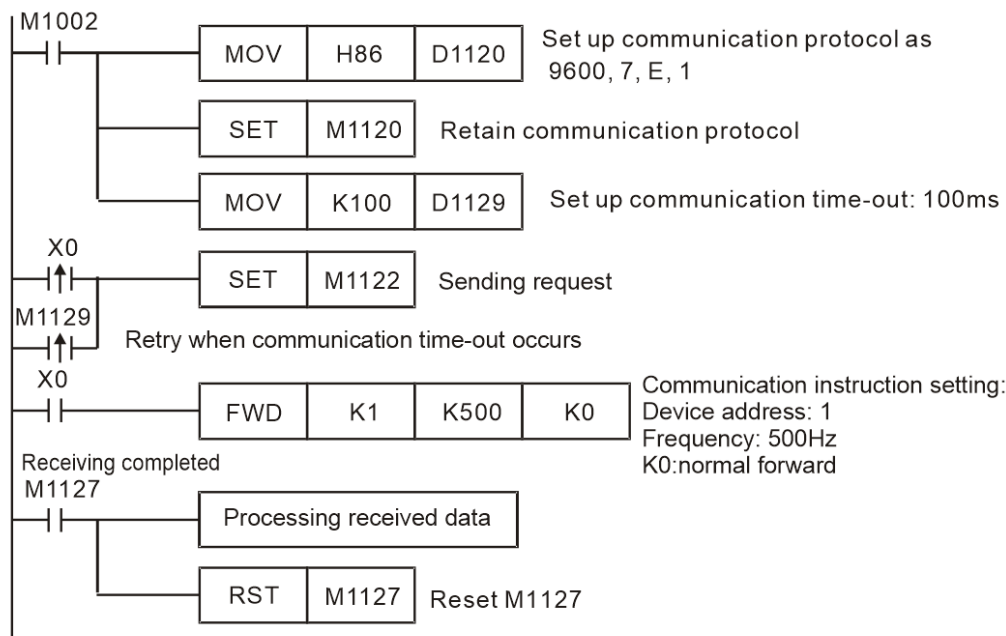 M1002
MOV H86 D1120 Set up communication protocol as
9600, 7, E, 1
SET M1120 Retain communication protocol
MOV K100 D1129 Set up communication time-out: 100ms
X0
SET M1122 Sending request
M1129
Retry when communication time-out occurs
X0
FWD K1 K500 K0
Communication instruction setting:
Device address: 1
Frequency: 500Hz
K0:normal forward
Receiving completed
M1127
Processing received data
RST M1127 Reset M1127